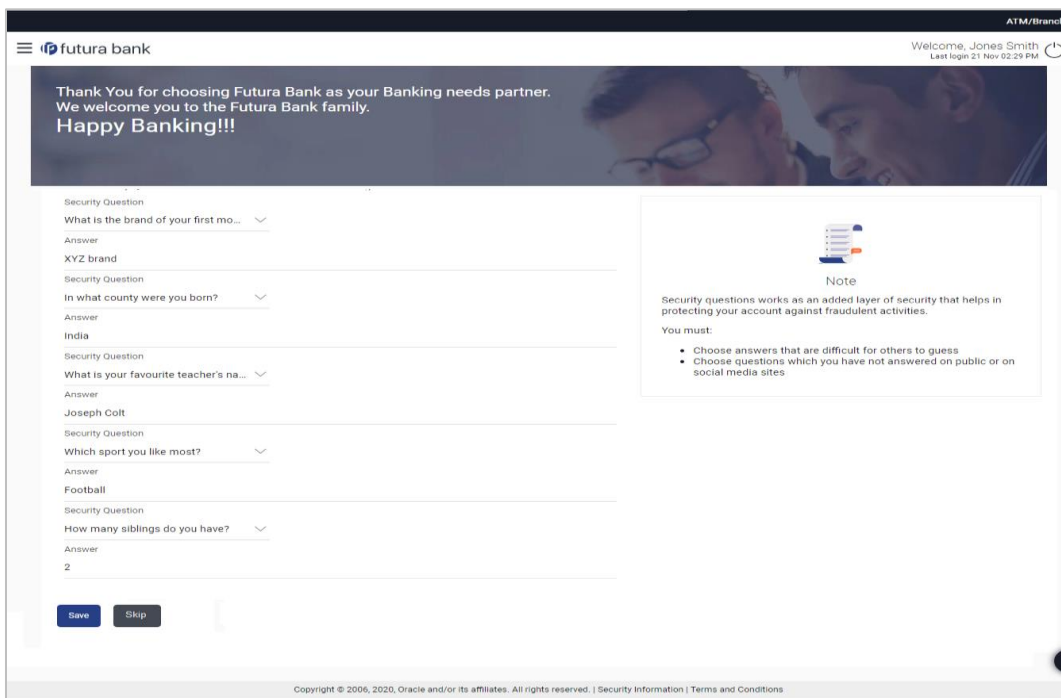 ATM/Branch
futura bank
Welcome, Jones Smith
Last login 21 Nov 02:29 PM
Thank You for choosing Futura Bank as your Banking needs partner.
We welcome you to the Futura Bank family.
Happy Banking!!!
Security Question
What is the brand of your first mo...
Answer
XYZ brand
Security Question
In what county were you born?
Answer
India
Security Question
What is your favourite teacher's na...
Answer
Joseph Colt
Security Question
Which sport you like most?
Answer
Football
Security Question
How many siblings do you have?
Answer
2
Save
Skip
Note
Security questions works as an added layer of security that helps in
protecting your account against fraudulent activities.
You must:
• Choose answers that are difficult for others to guess
• Choose questions which you have not answered on public or on
social media sites
Copyright © 2006, 2020, Oracle and/or its affiliates. All rights reserved. | Security Information | Terms and Conditions